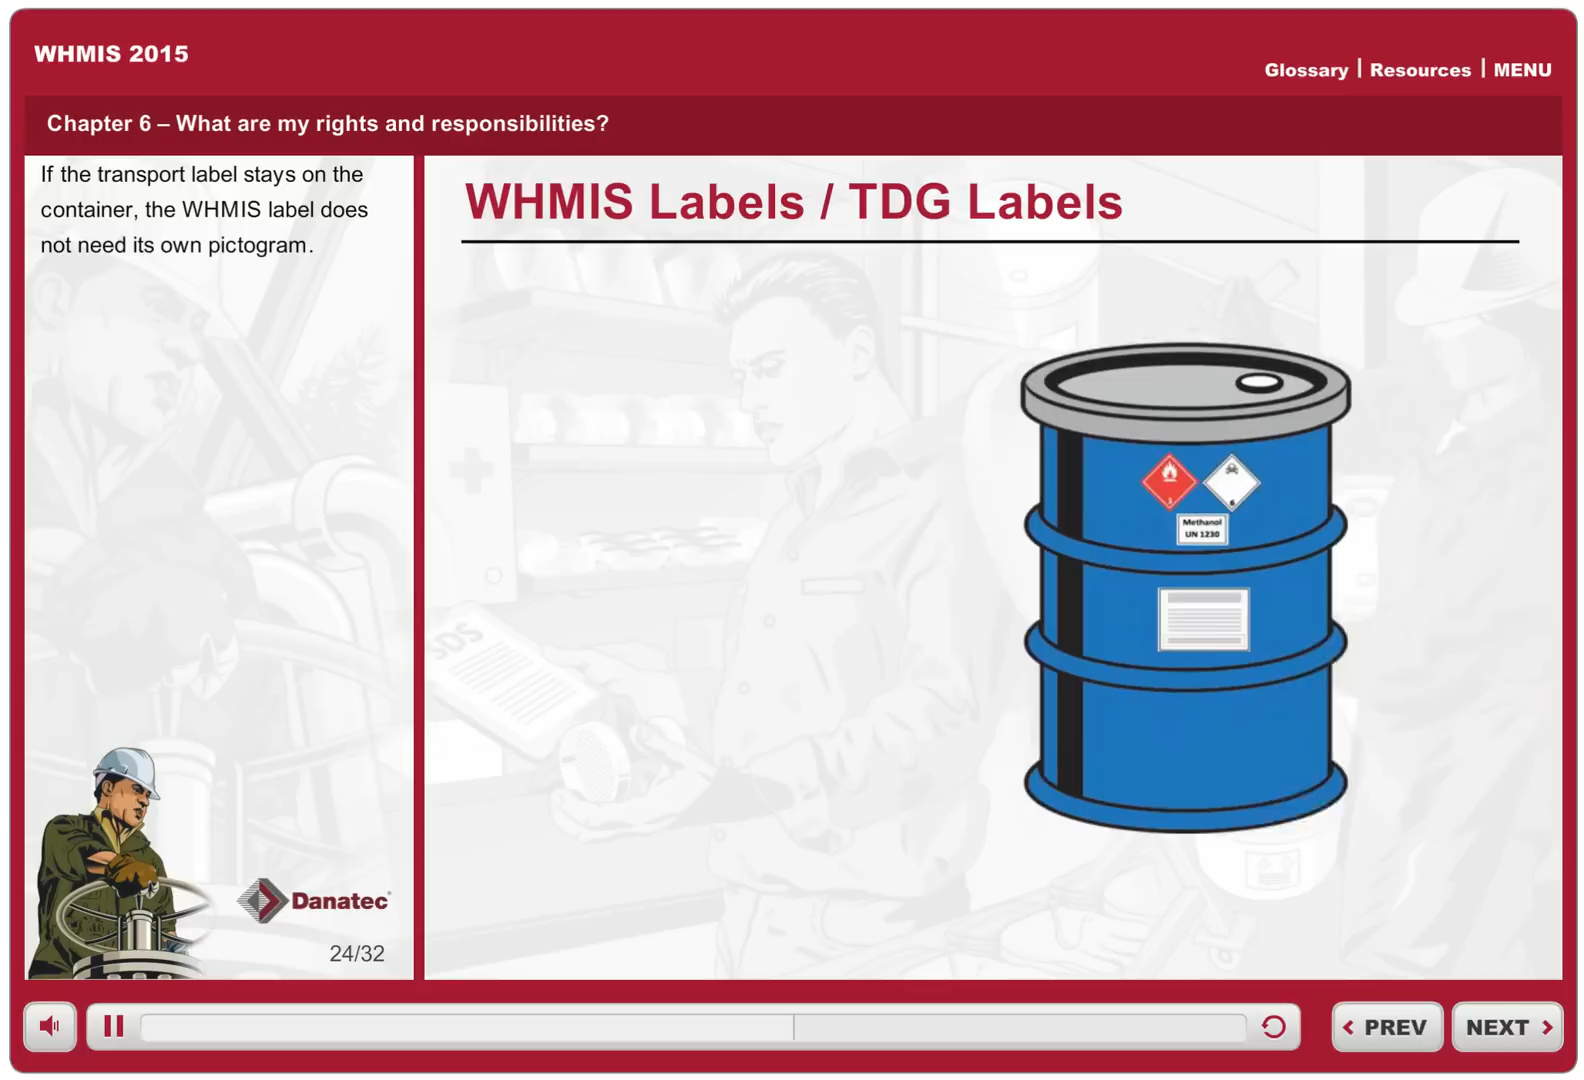 WHMIS 2015
Glossary | Resources | MENU
Chapter 6 – What are my rights and responsibilities?
If the transport label stays on the
container, the WHMIS label does
not need its own pictogram.
WHMIS Labels / TDG Labels
Methanol
UN 1230
SDS
Danatec
24/32
PREV
NEXT